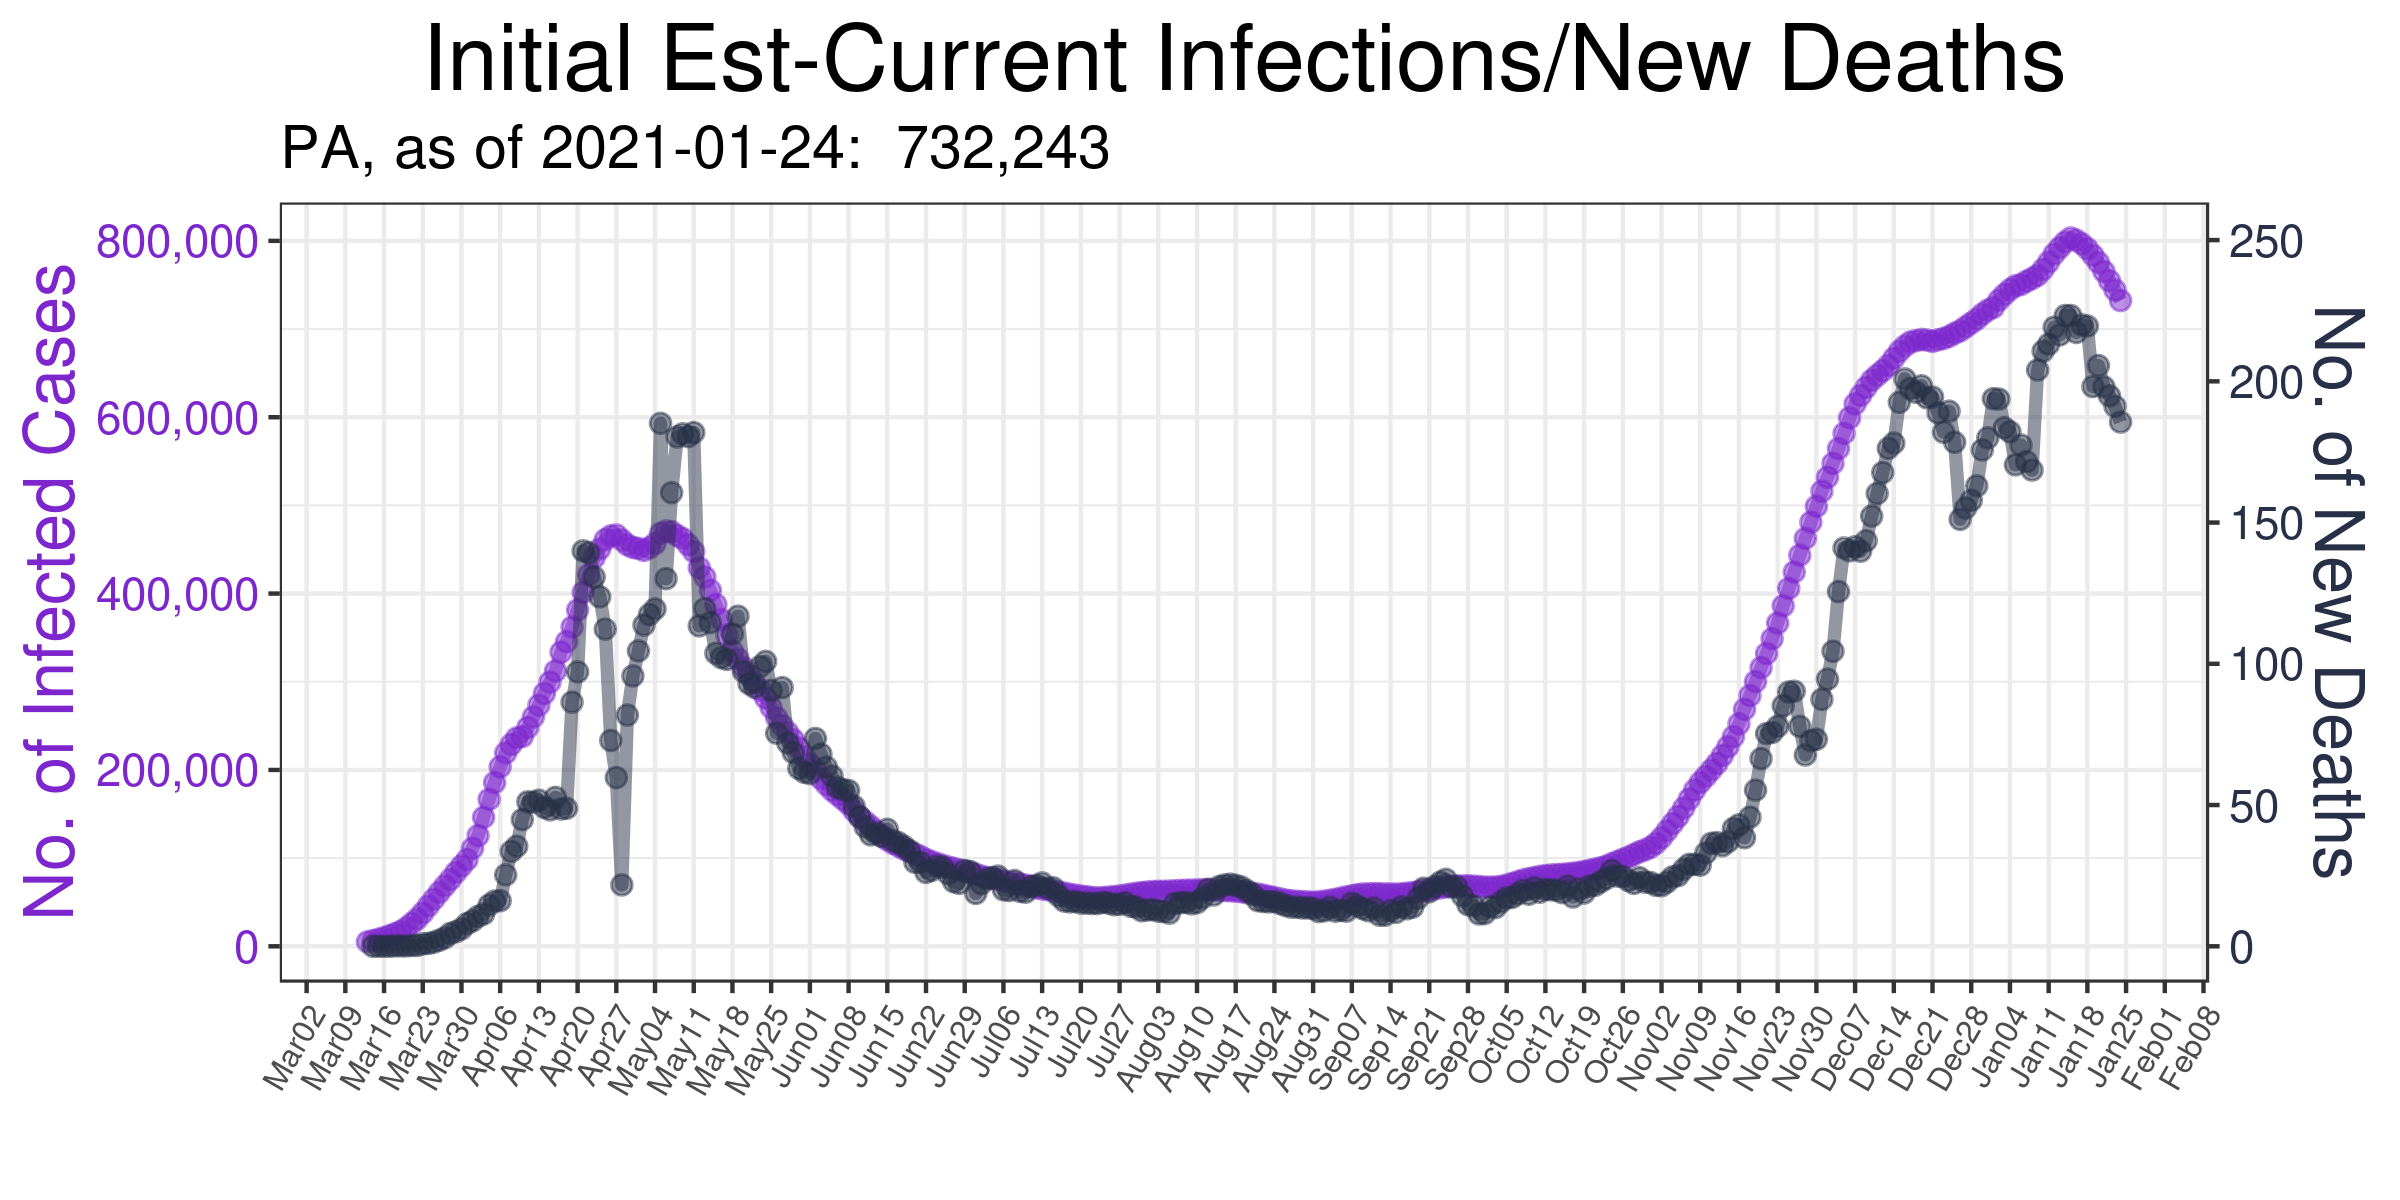 Initial Est-Current Infections/New Deaths
PA, as of 2021-01-24: 732,243
No. of Infected Cases
800,000
600,000
400,000
200,000
0
250
200
150
100
50
0
No. of New Deaths
Mar02
Mar09
Mar16
Mar23
Mar30
Apr06
Apr13
Apr20
Apr27
May04
May11
May18
May25
Jun01
Jun08
Jun15
Jun22
Jun29
Jul06
Jul13
Jul20
Jul27
Aug03
Aug10
Aug17
Aug24
Aug31
Sep07
Sep14
Sep21
Sep28
Oct05
Oct12
Oct19
Oct26
Nov02
Nov09
Nov16
Nov23
Nov30
Dec07
Dec14
Dec21
Dec28
Jan04
Jan11
Jan18
Jan25
Feb01
Feb08